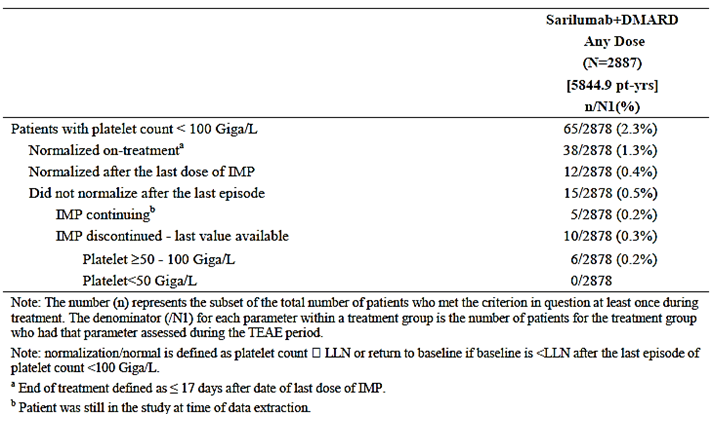 Sarilumab+DMARD
Any Dose
(N=2887)
[5844.9 pt-yrs]
n/N1(%)
Patients with platelet count < 100 Giga/L 65/2878 (2.3%)
Normalized on-treatmentᵃ 38/2878 (1.3%)
Normalized after the last dose of IMP 12/2878 (0.4%)
Did not normalize after the last episode 15/2878 (0.5%)
IMP continuingᵇ 5/2878 (0.2%)
IMP discontinued - last value available 10/2878 (0.3%)
Platelet ≥50 - 100 Giga/L 6/2878 (0.2%)
Platelet<50 Giga/L 0/2878
Note: The number (n) represents the subset of the total number of patients who met the criterion in question at least once during
treatment. The denominator (/N1) for each parameter within a treatment group is the number of patients for the treatment group
who had that parameter assessed during the TEAE period.
Note: normalization/normal is defined as platelet count □ LLN or return to baseline if baseline is <LLN after the last episode of
platelet count <100 Giga/L.
ᵃ End of treatment defined as ≤ 17 days after date of last dose of IMP.
ᵇ Patient was still in the study at time of data extraction.